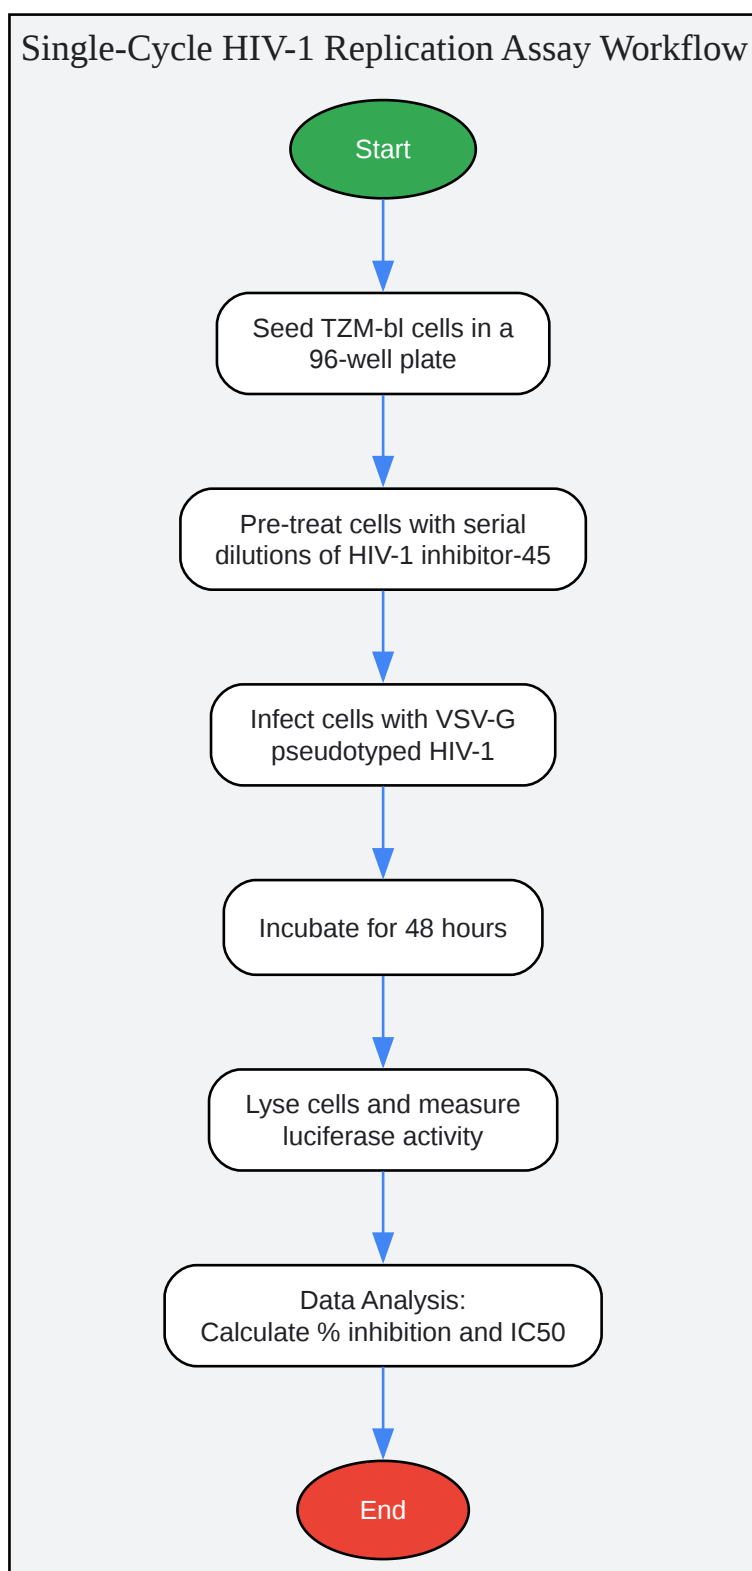 Single-Cycle HIV-1 Replication Assay Workflow
Start
Seed TZM-bl cells in a
96-well plate
Pre-treat cells with serial
dilutions of HIV-1 inhibitor-45
Infect cells with VSV-G
pseudotyped HIV-1
Incubate for 48 hours
Lyse cells and measure
luciferase activity
Data Analysis:
Calculate % inhibition and IC50
End